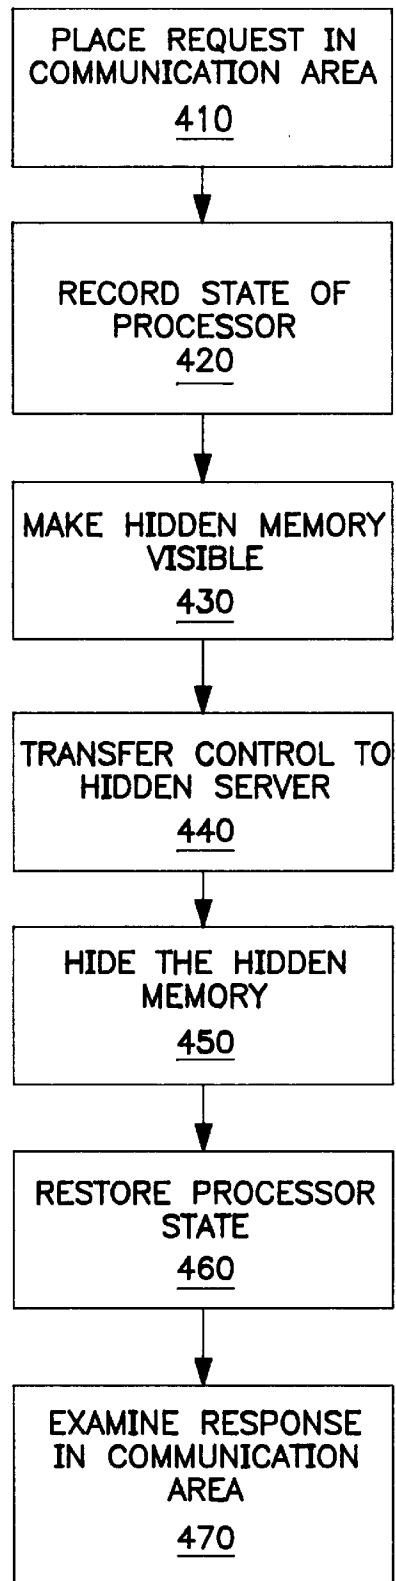 PLACE REQUEST IN
COMMUNICATION AREA
410
RECORD STATE OF
PROCESSOR
420
MAKE HIDDEN MEMORY
VISIBLE
430
TRANSFER CONTROL TO
HIDDEN SERVER
440
HIDE THE HIDDEN
MEMORY
450
RESTORE PROCESSOR
STATE
460
EXAMINE RESPONSE
IN COMMUNICATION
AREA
470